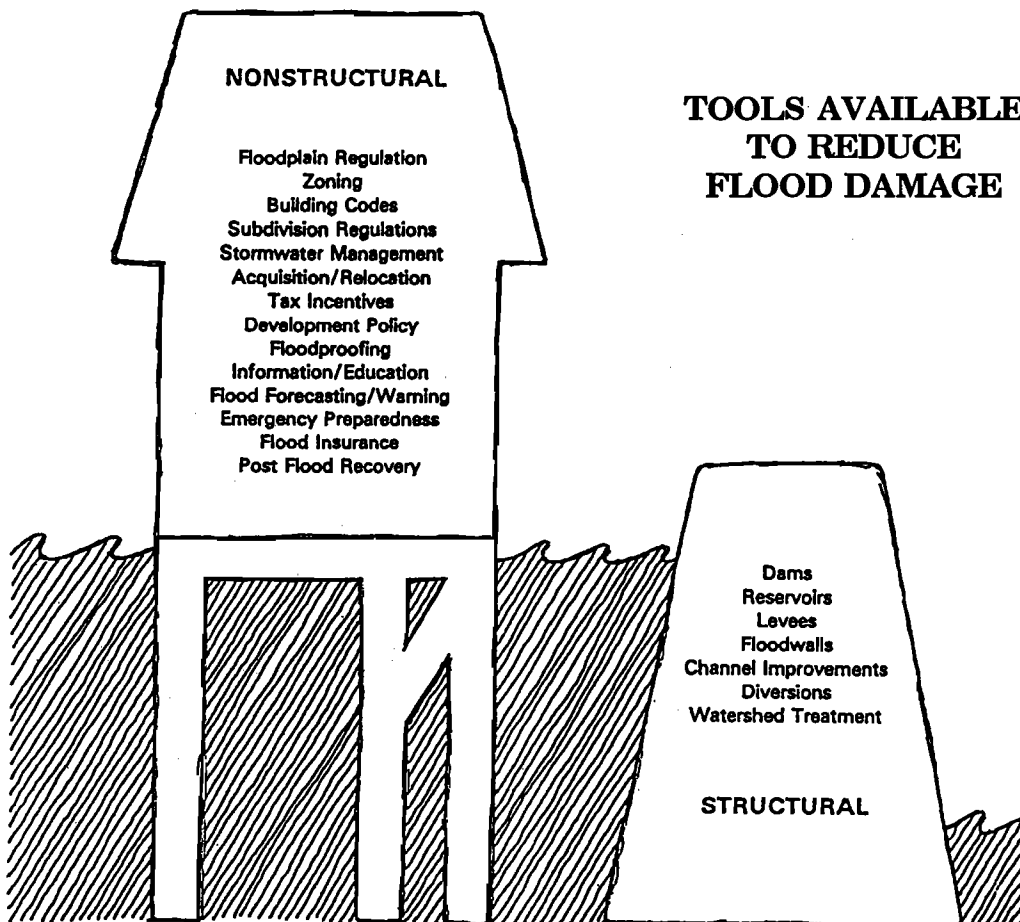 NONSTRUCTURAL
Floodplain Regulation
Zoning
Building Codes
Subdivision Regulations
Stormwater Management
Acquisition/Relocation
Tax Incentives
Development Policy
Floodproofing
Information/Education
Flood Forecasting/Warning
Emergency Preparedness
Flood Insurance
Post Flood Recovery
TOOLS AVAILABLE
TO REDUCE
FLOOD DAMAGE
Dams
Reservoirs
Levees
Floodwalls
Channel Improvements
Diversions
Watershed Treatment
STRUCTURAL